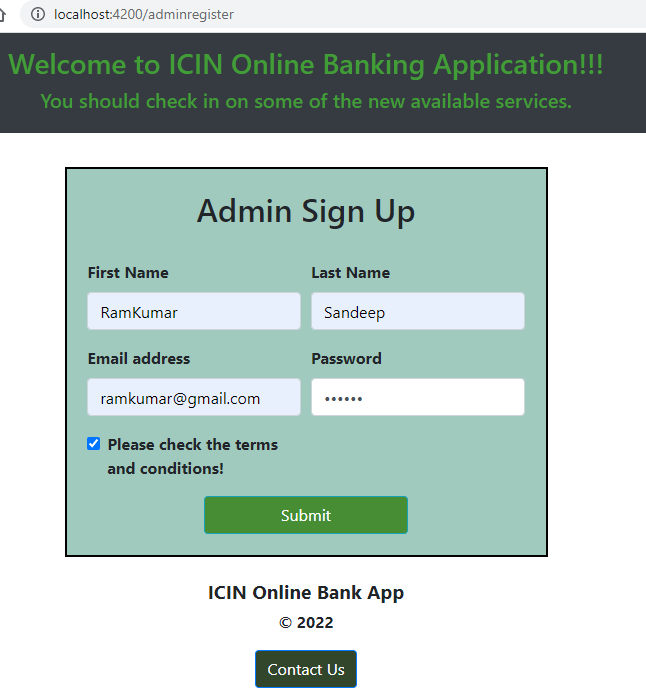 localhost:4200/adminregister
Welcome to ICIN Online Banking Application!!!
You should check in on some of the new available services.
Admin Sign Up
First Name Last Name
RamKumar Sandeep
Email address Password
ramkumar@gmail.com ••••••
Please check the terms
and conditions!
Submit
ICIN Online Bank App
© 2022
Contact Us